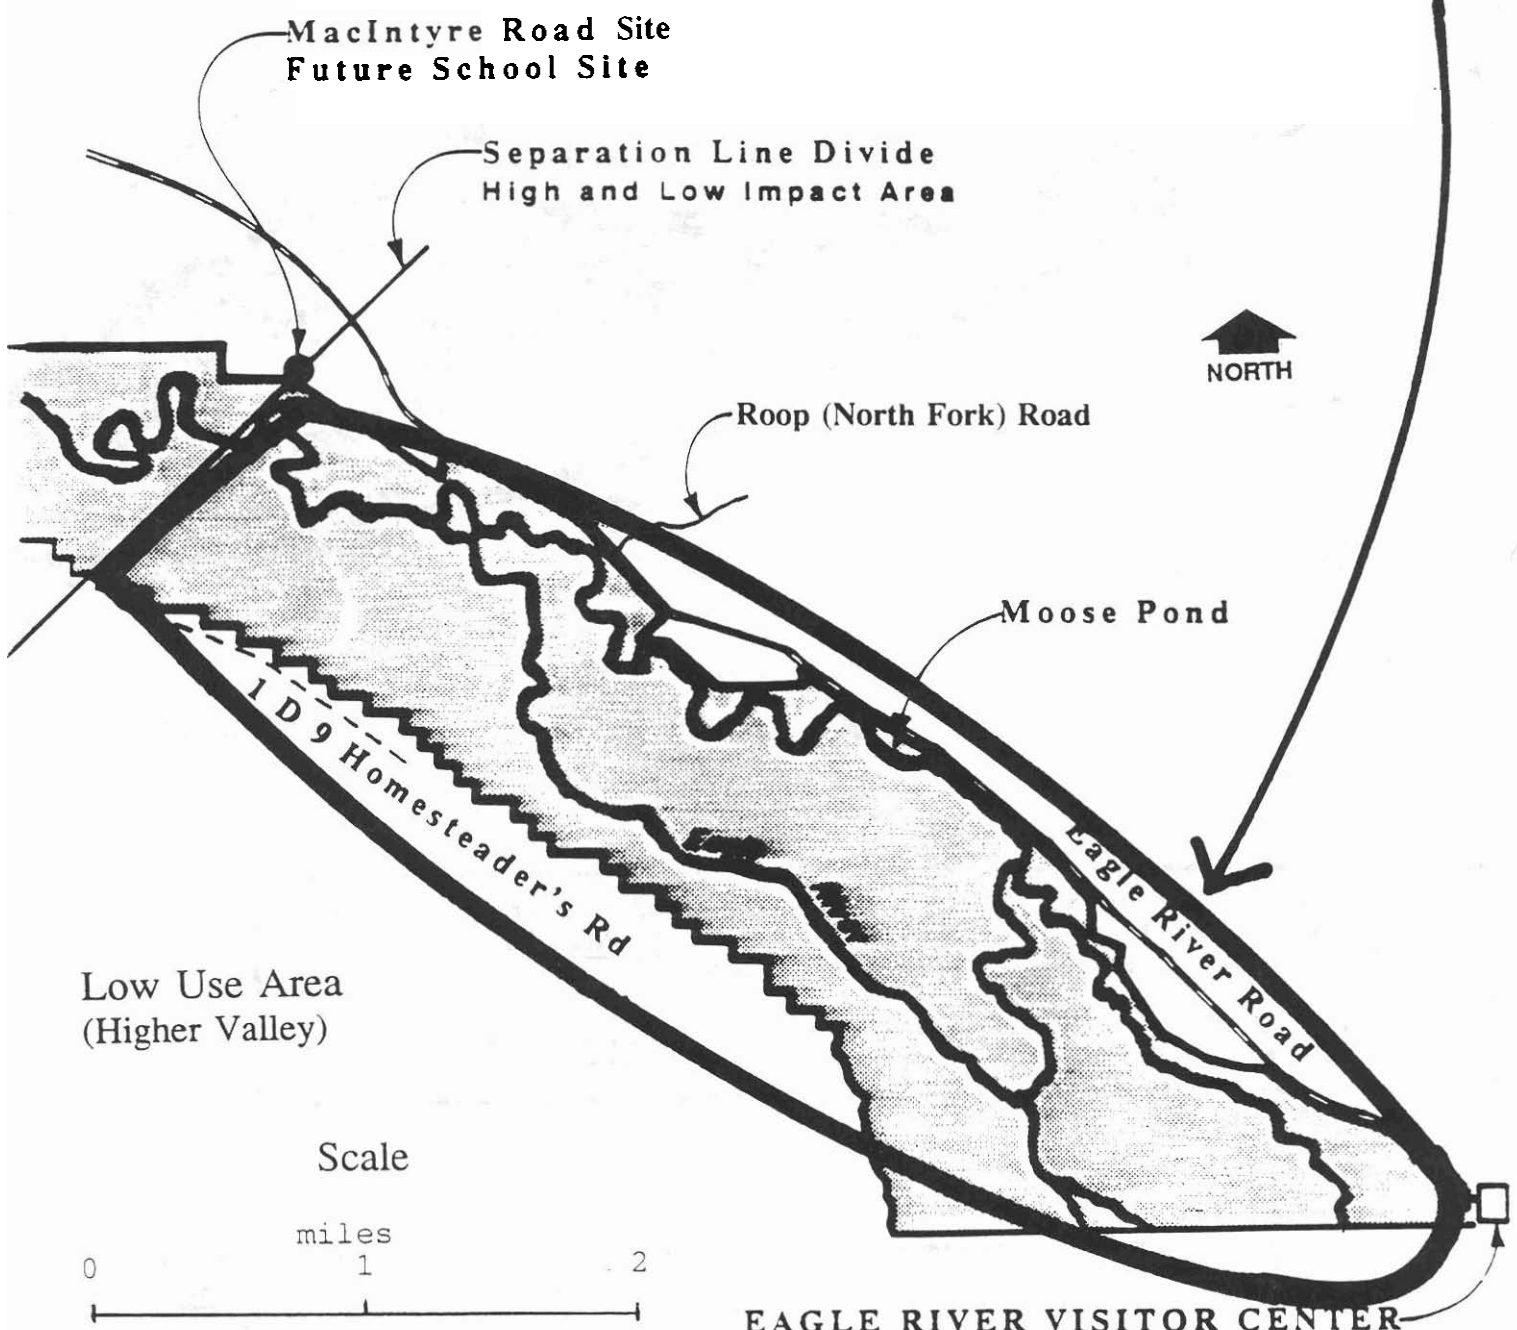 MacIntyre Road Site
Future School Site
Separation Line Divide
High and Low Impact Area
NORTH
Roop (North Fork) Road
Moose Pond
1 D 9 Homesteader's Rd
Eagle
River
Eagle River Road
Low Use Area
(Higher Valley)
Scale
miles
0 1 2
EAGLE RIVER VISITOR CENTER